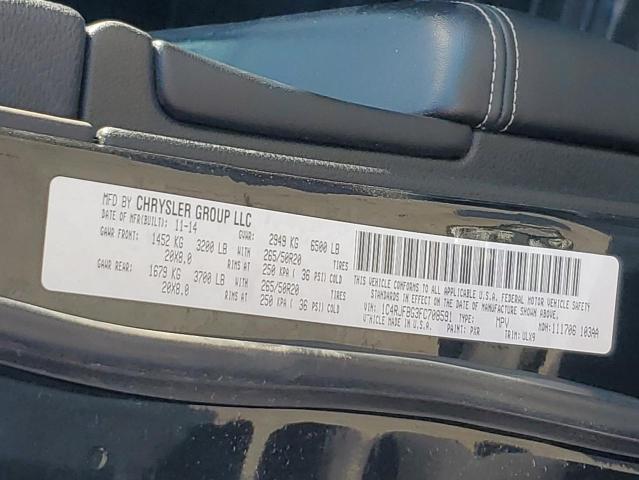 MFD BY CHRYSLER GROUP LLC
DATE OF MFR(BUILT): 11-14 GVWR: 2949 KG 6500 LB
GAWR FRONT: 1452 KG 3200 LB WITH 265/50R20 TIRES
20X8.0 RIMS AT 250 KPA ( 36 PSI) COLD
GAWR REAR: 1679 KG 3700 LB WITH 265/50R20 TIRES
20X8.0 RIMS AT 250 KPA ( 36 PSI) COLD
THIS VEHICLE CONFORMS TO ALL APPLICABLE U.S.A. FEDERAL MOTOR VEHICLE SAFETY
STANDARDS IN EFFECT ON THE DATE OF MANUFACTURE SHOWN ABOVE.
VIN: 1C4RJFBG3FC708591 TYPE: MPV MDH: 111706 103AA
VEHICLE MADE IN U.S.A. PAINT: PXR TRIM: ULX9